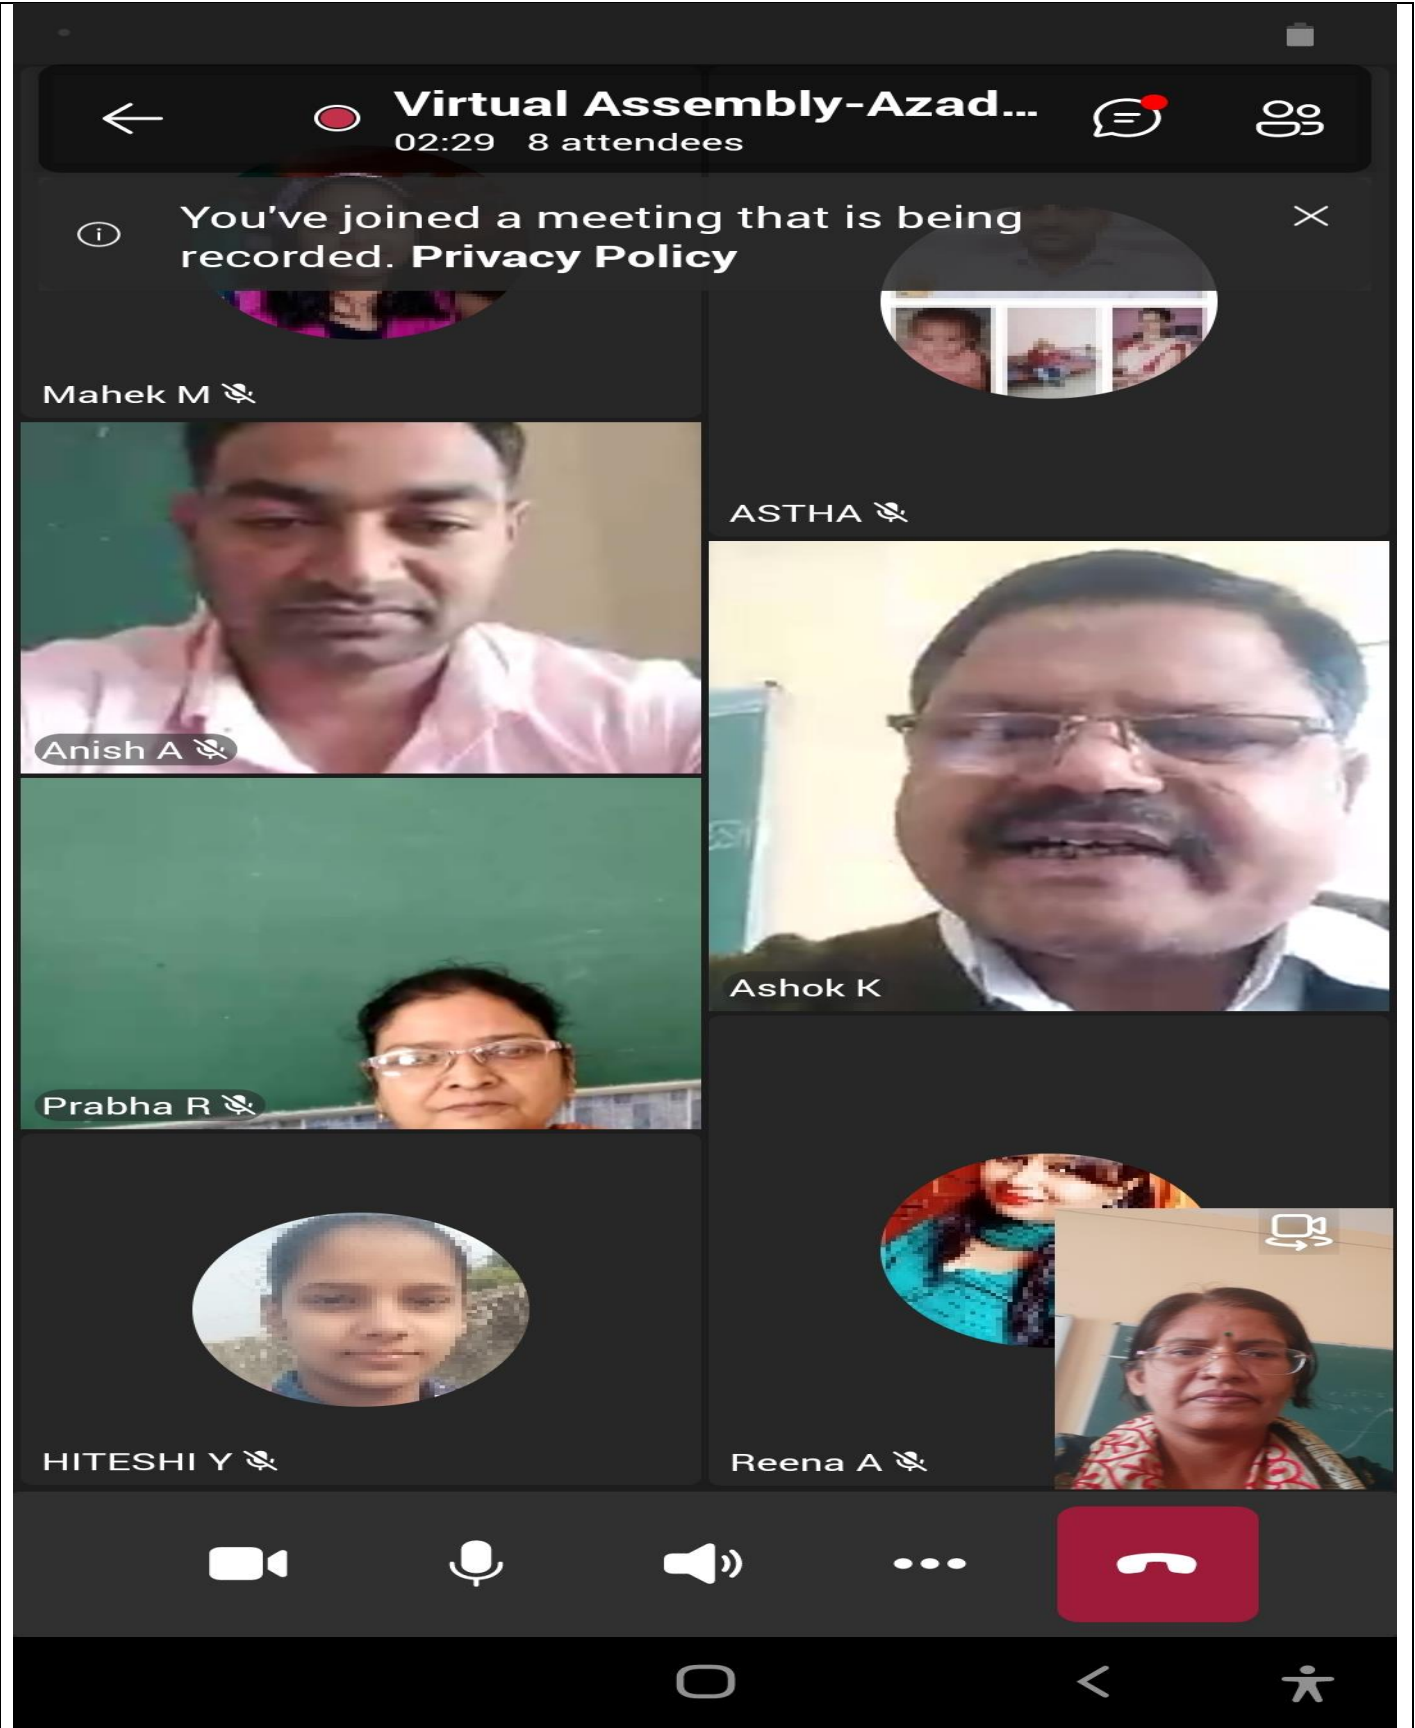 Virtual Assembly-Azad...
02:29 8 attendees
You've joined a meeting that is being
recorded. Privacy Policy
Mahek M
ASTHA
Anish A
Ashok K
Prabha R
HITESHI Y
Reena A